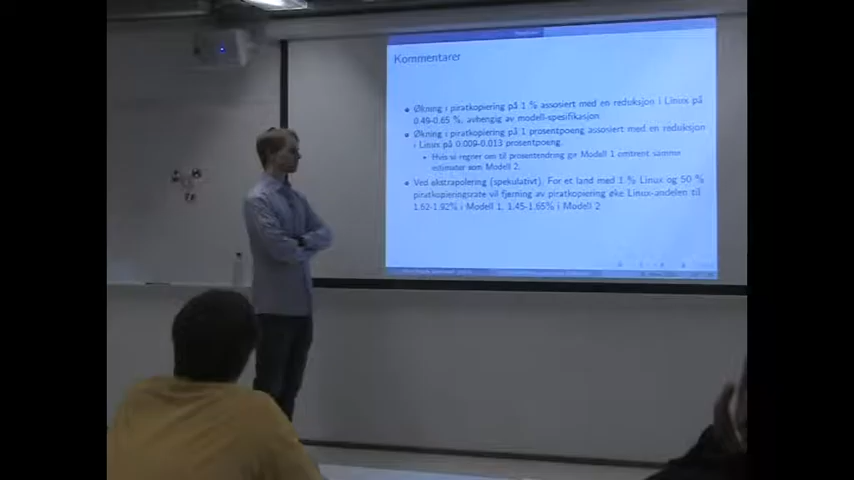 Kommentarer
Økning i piratkopiering på 1 % assosiert med en reduksjon i Linux på
0.49-0.65 %, avhengig av modell-spesifikasjon
Økning i piratkopiering på 1 prosentpoeng assosiert med en reduksjon
i Linux på 0.009-0.013 prosentpoeng.
Hvis vi regner om til prosentendring gir Modell 1 omtrent samme
estimater som Modell 2.
Ved ekstrapolering (spekulativt): For et land med 1 % Linux og 50 %
piratkopieringsrate vil fjerning av piratkopiering øke Linux-andelen til
1.62-1.92% i Modell 1, 1.45-1.65% i Modell 2